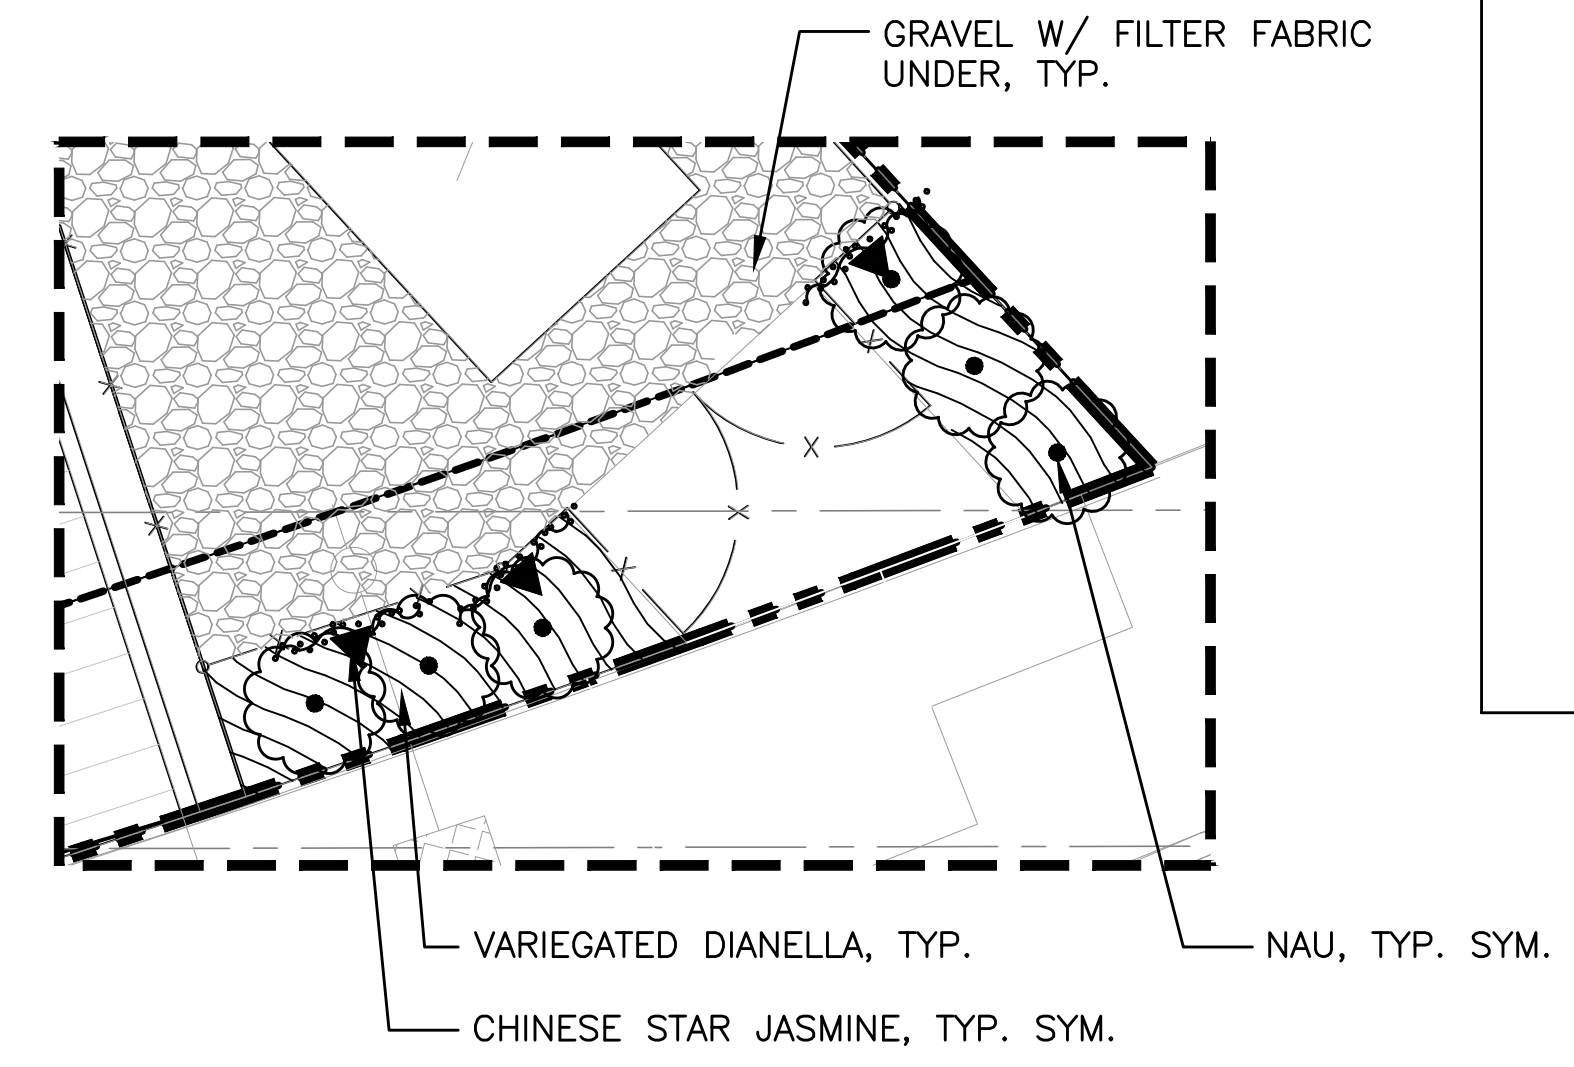 GRAVEL W/ FILTER FABRIC
UNDER, TYP.
VARIEGATED DIANELLA, TYP.
NAU, TYP. SYM.
CHINESE STAR JASMINE, TYP. SYM.